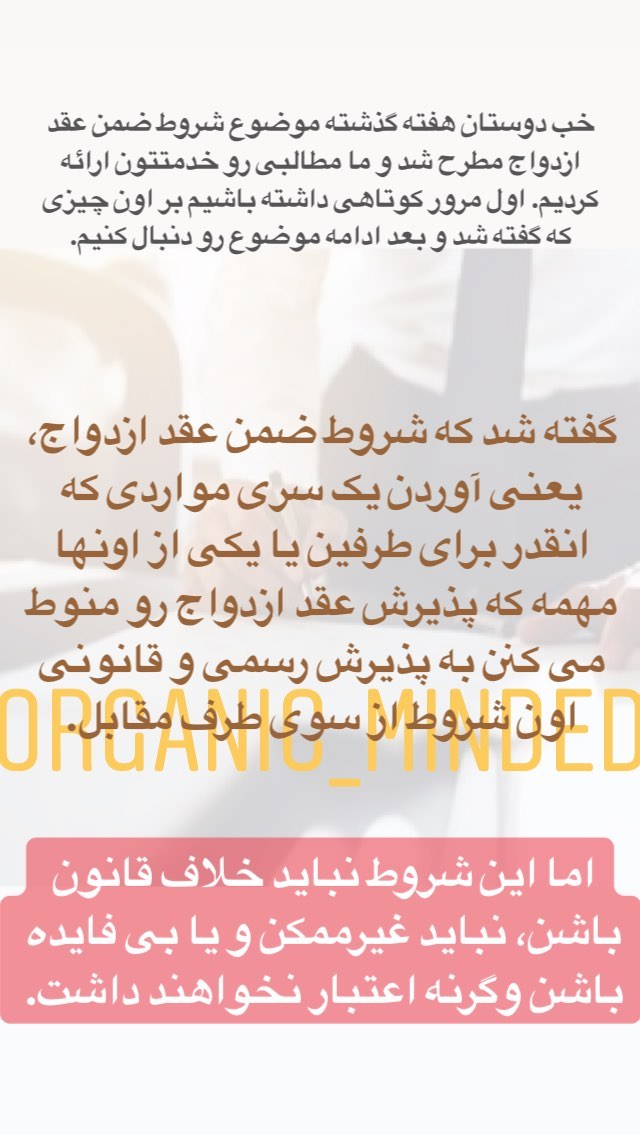 خب دوستان هفته گذشته موضوع شروط ضمن عقد
ازدواج مطرح شد و ما مطالبی رو خدمتتون ارائه
کردیم. اول مرور کوتاهی داشته باشیم بر اون چیزی
که گفته شد و بعد ادامه موضوع رو دنبال کنیم.
گفته شد که شروط ضمن عقد ازدواج،
یعنی آوردن یک سری مواردی که
انقدر برای طرفین یا یکی از اونها
مهمه که پذیرش عقد ازدواج رو منوط
می کنن به پذیرش رسمی و قانونی
اون شروط از سوی طرف مقابل.
ORGANIC_MINDED
اما این شروط نباید خلاف قانون
باشن، نباید غیرممکن و یا بی فایده
باشن وگرنه اعتبار نخواهند داشت.